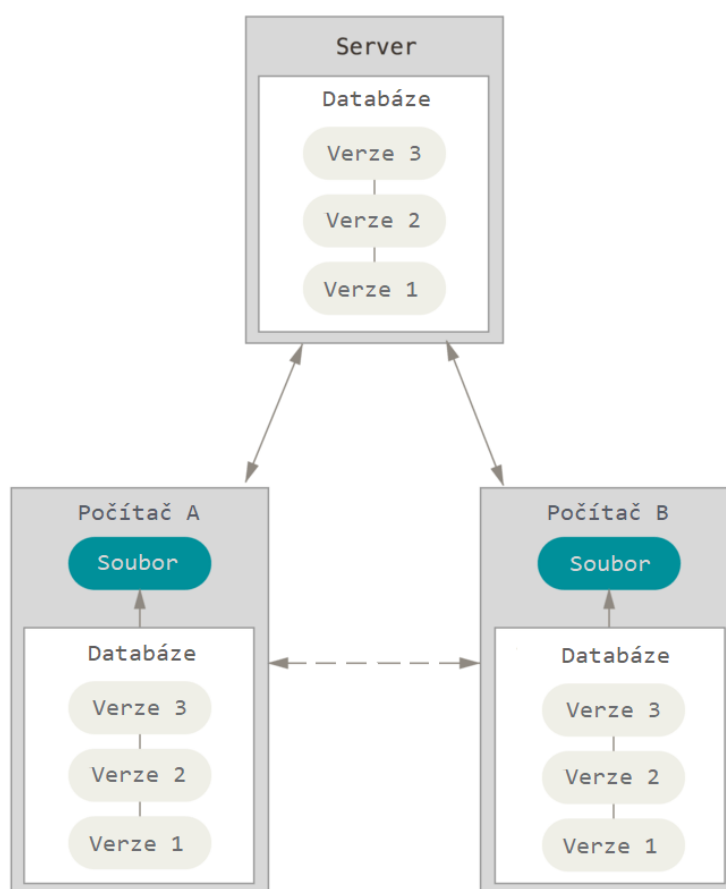 Server
Databáze
Verze 3
Verze 2
Verze 1
Počítač A
Soubor
Databáze
Verze 3
Verze 2
Verze 1
Počítač B
Soubor
Databáze
Verze 3
Verze 2
Verze 1